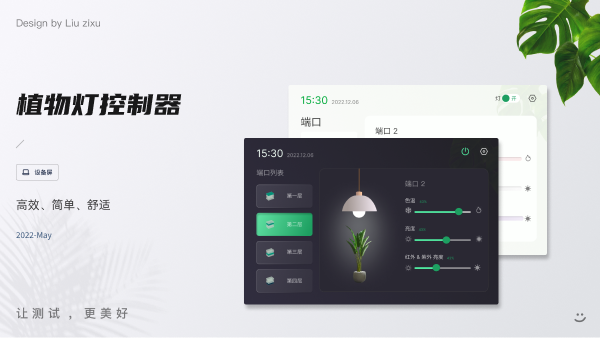 Design by Liu zixu
植物灯控制器
设备屏
高效、简单、舒适
2022-May
让测试，更美好
15:30 2022.12.06
灯 开
端口
端口 2
15:30 2022.12.06
端口列表
第一层
第二层
第三层
第四层
端口 2
色温
亮度
红外 & 紫外 亮度